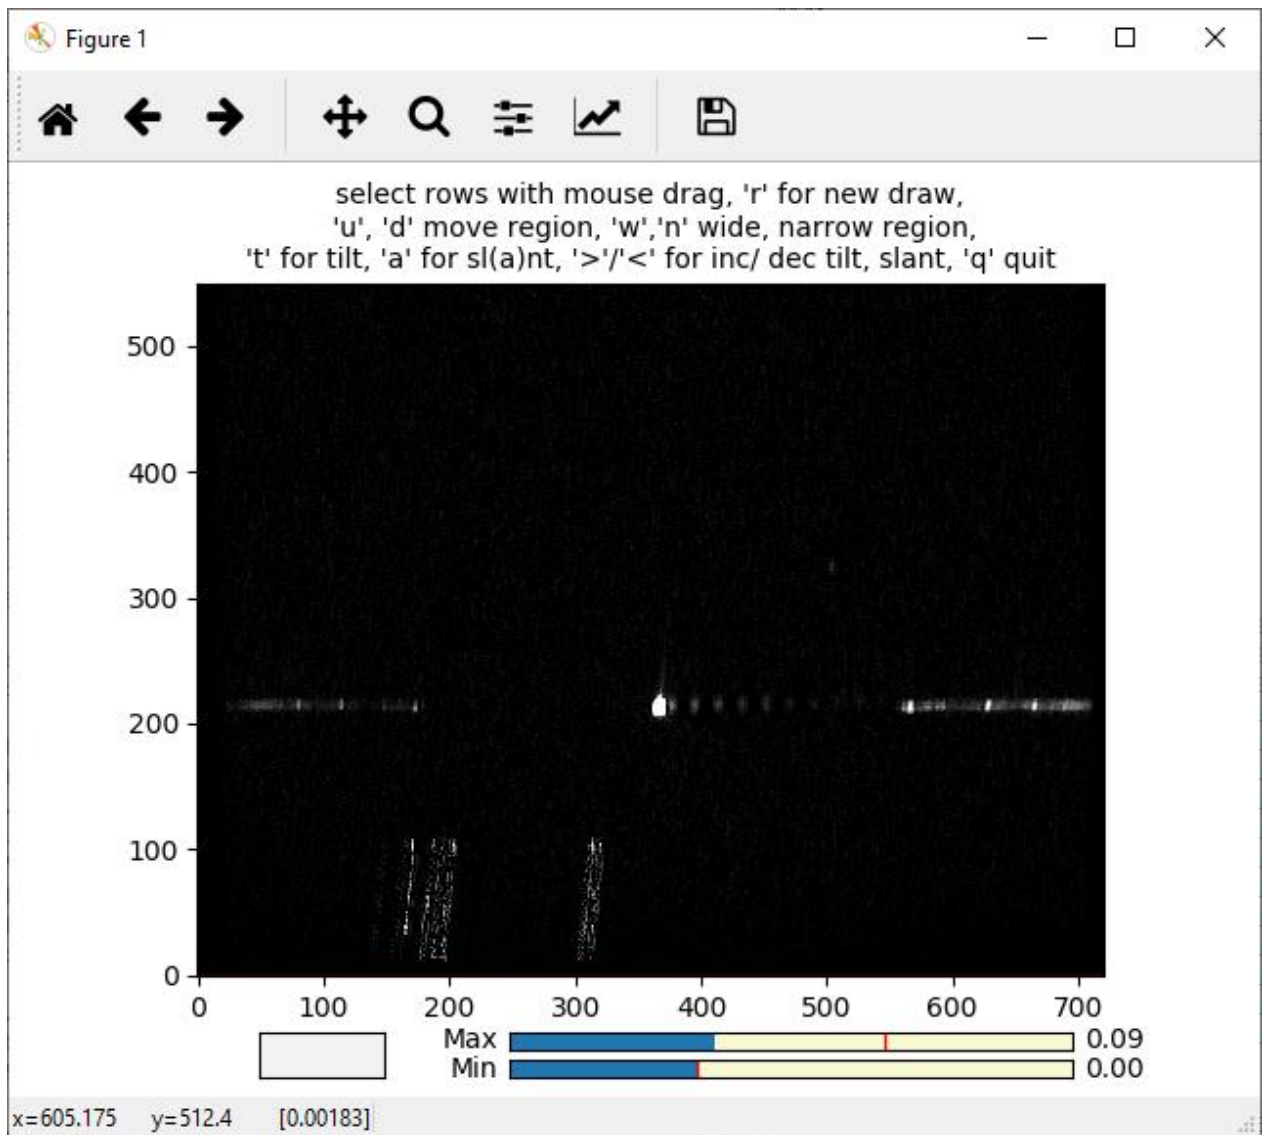 Figure 1
select rows with mouse drag, 'r' for new draw,
'u', 'd' move region, 'w','n' wide, narrow region,
't' for tilt, 'a' for sl(a)nt, '>'/'<' for inc/ dec tilt, slant, 'q' quit
500
400
300
200
100
0
0 100 200 300 400 500 600 700
Max 0.09
Min 0.00
x=605.175 y=512.4 [0.00183]